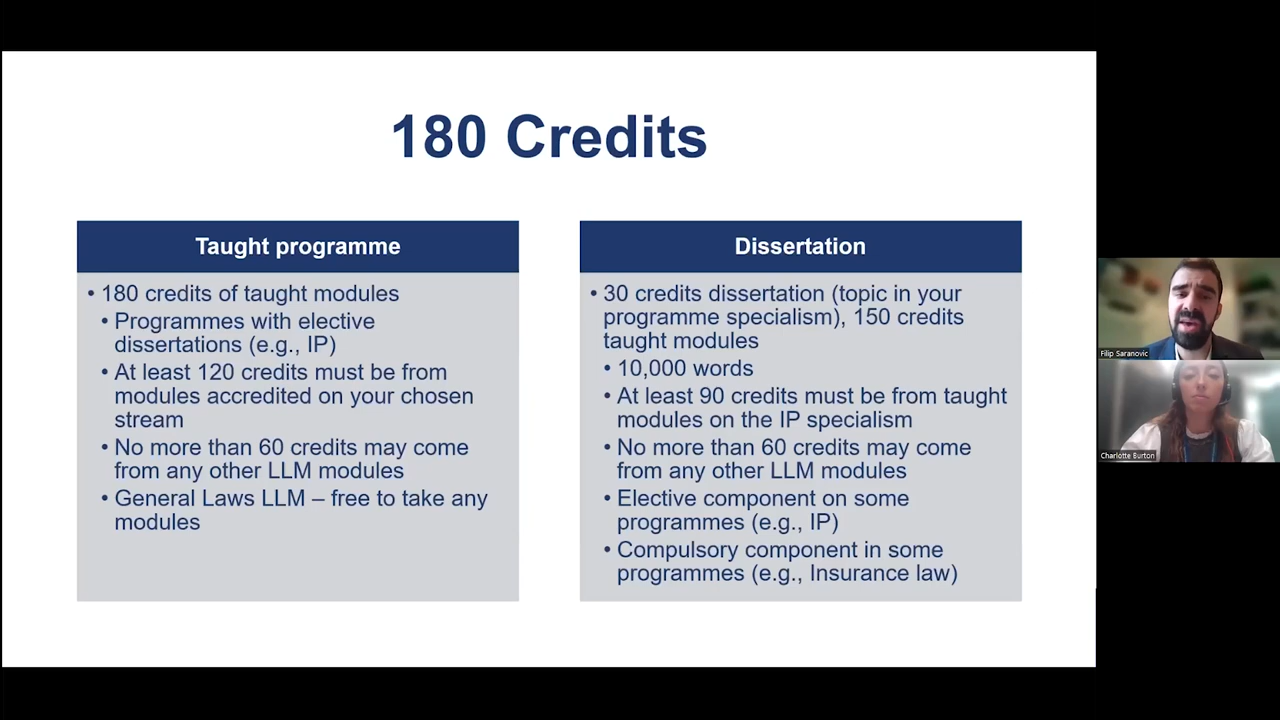 180 Credits
Taught programme
• 180 credits of taught modules
• Programmes with elective
dissertations (e.g., IP)
• At least 120 credits must be from
modules accredited on your chosen
stream
• No more than 60 credits may come
from any other LLM modules
• General Laws LLM – free to take any
modules
Dissertation
• 30 credits dissertation (topic in your
programme specialism), 150 credits
taught modules
• 10,000 words
• At least 90 credits must be from taught
modules on the IP specialism
• No more than 60 credits may come
from any other LLM modules
• Elective component on some
programmes (e.g., IP)
• Compulsory component in some
programmes (e.g., Insurance law)
Filip Saranovic
Charlotte Burton